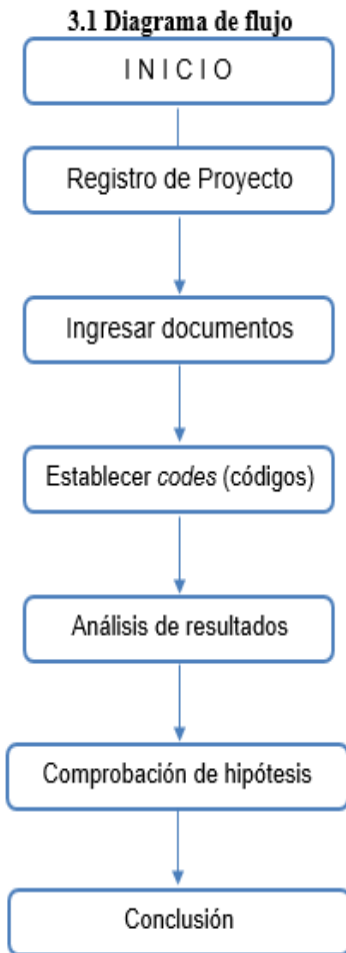 3.1 Diagrama de flujo
I N I C I O
Registro de Proyecto
Ingresar documentos
Establecer codes (códigos)
Análisis de resultados
Comprobación de hipótesis
Conclusión